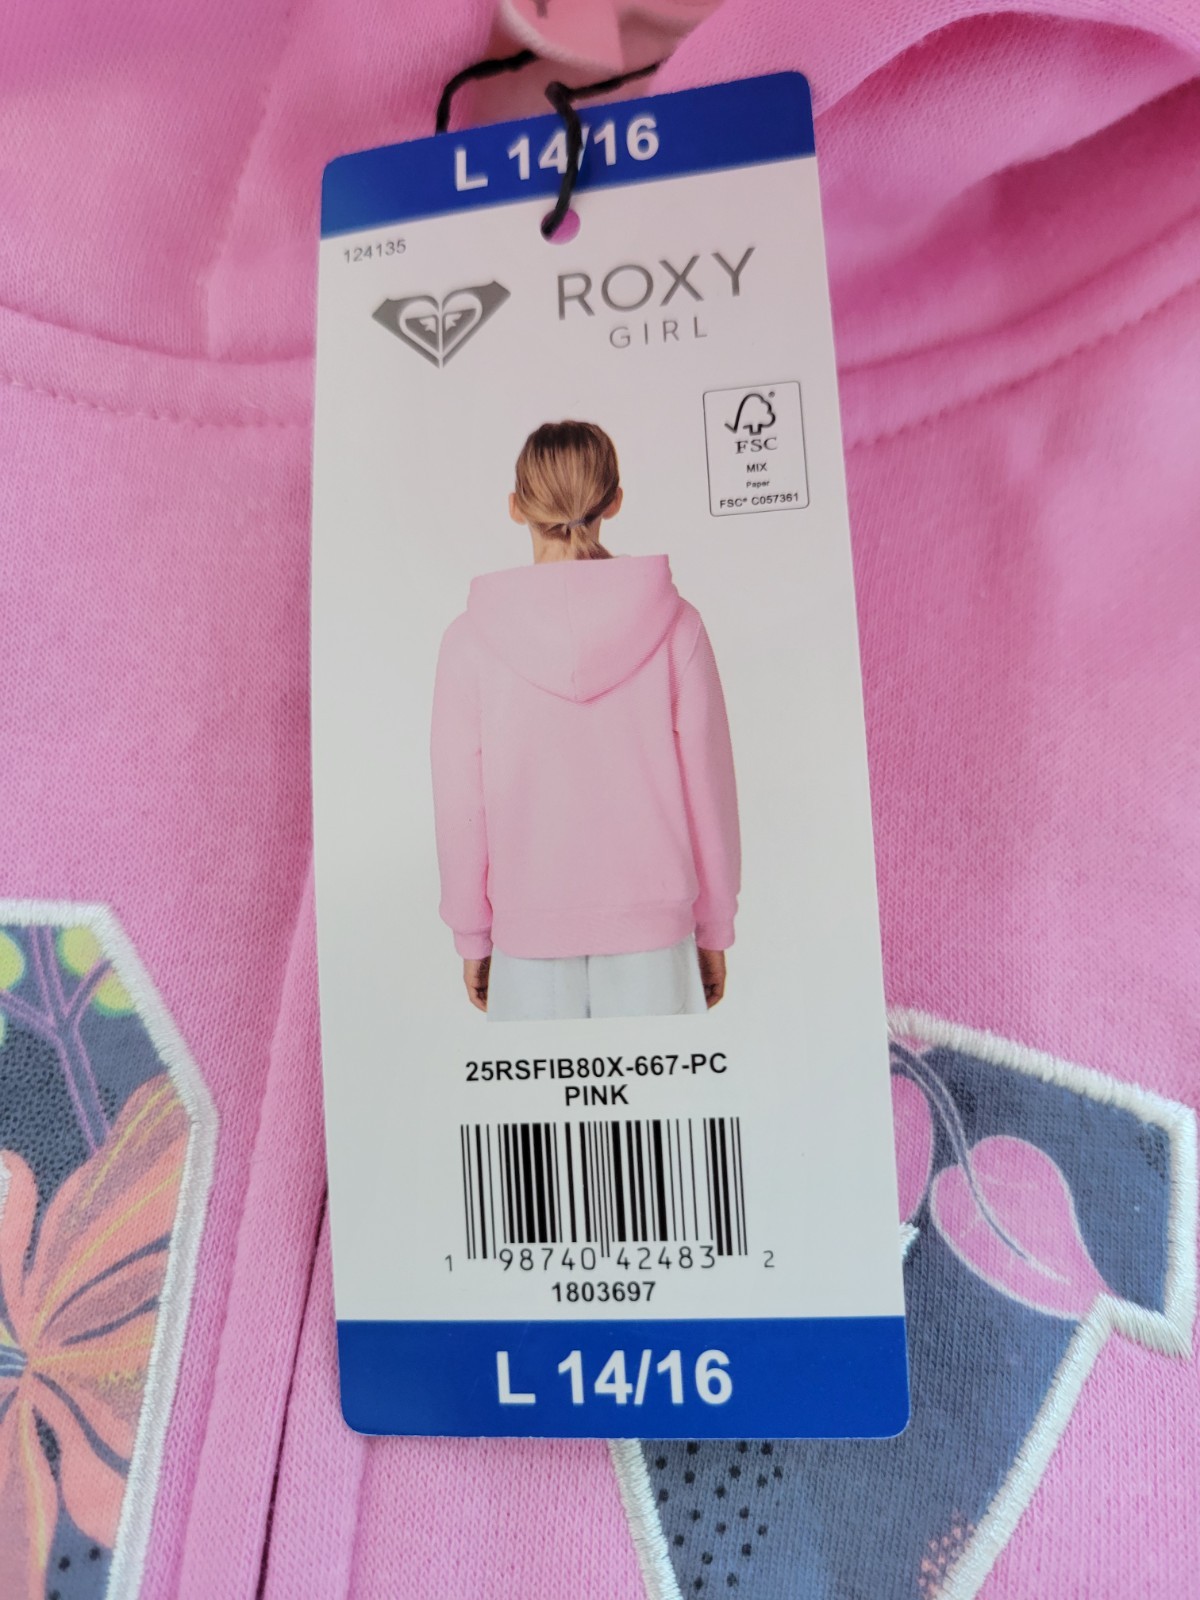 L 14/16
124135
ROXY
GIRL
FSC
MIX
Paper
FSC® C057361
25RSFIB80X-667-PC
PINK
1 98740 42483 2
1803697
L 14/16